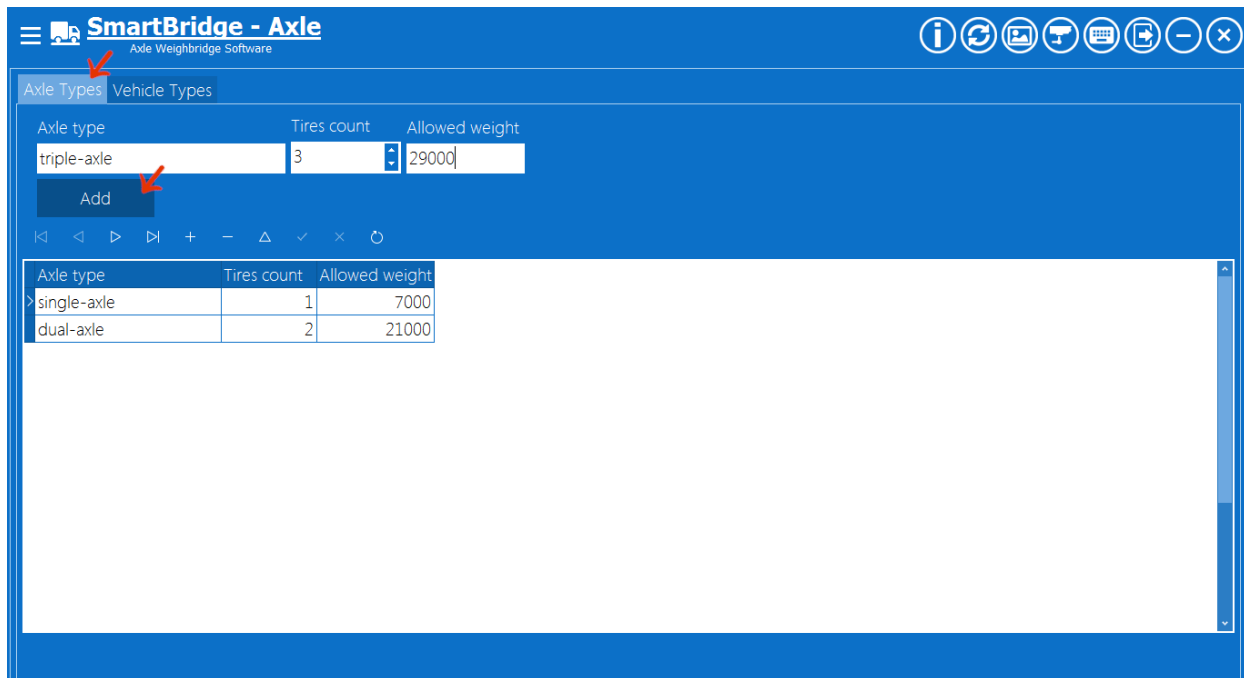 SmartBridge - Axle
Axle Weighbridge Software
Axle Types Vehicle Types
Axle type Tires count Allowed weight
triple-axle 3 29000
Add
Axle type Tires count Allowed weight
single-axle 1 7000
dual-axle 2 21000